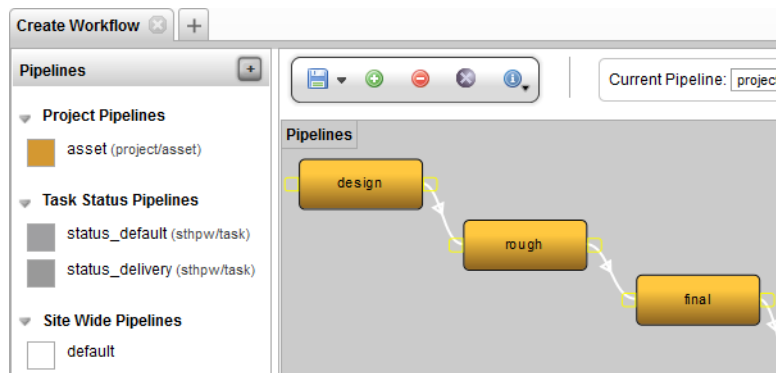 Create Workflow
Pipelines
Project Pipelines
asset (project/asset)
Task Status Pipelines
status_default (sthpw/task)
status_delivery (sthpw/task)
Site Wide Pipelines
default
Current Pipeline: project
Pipelines
design
rough
final